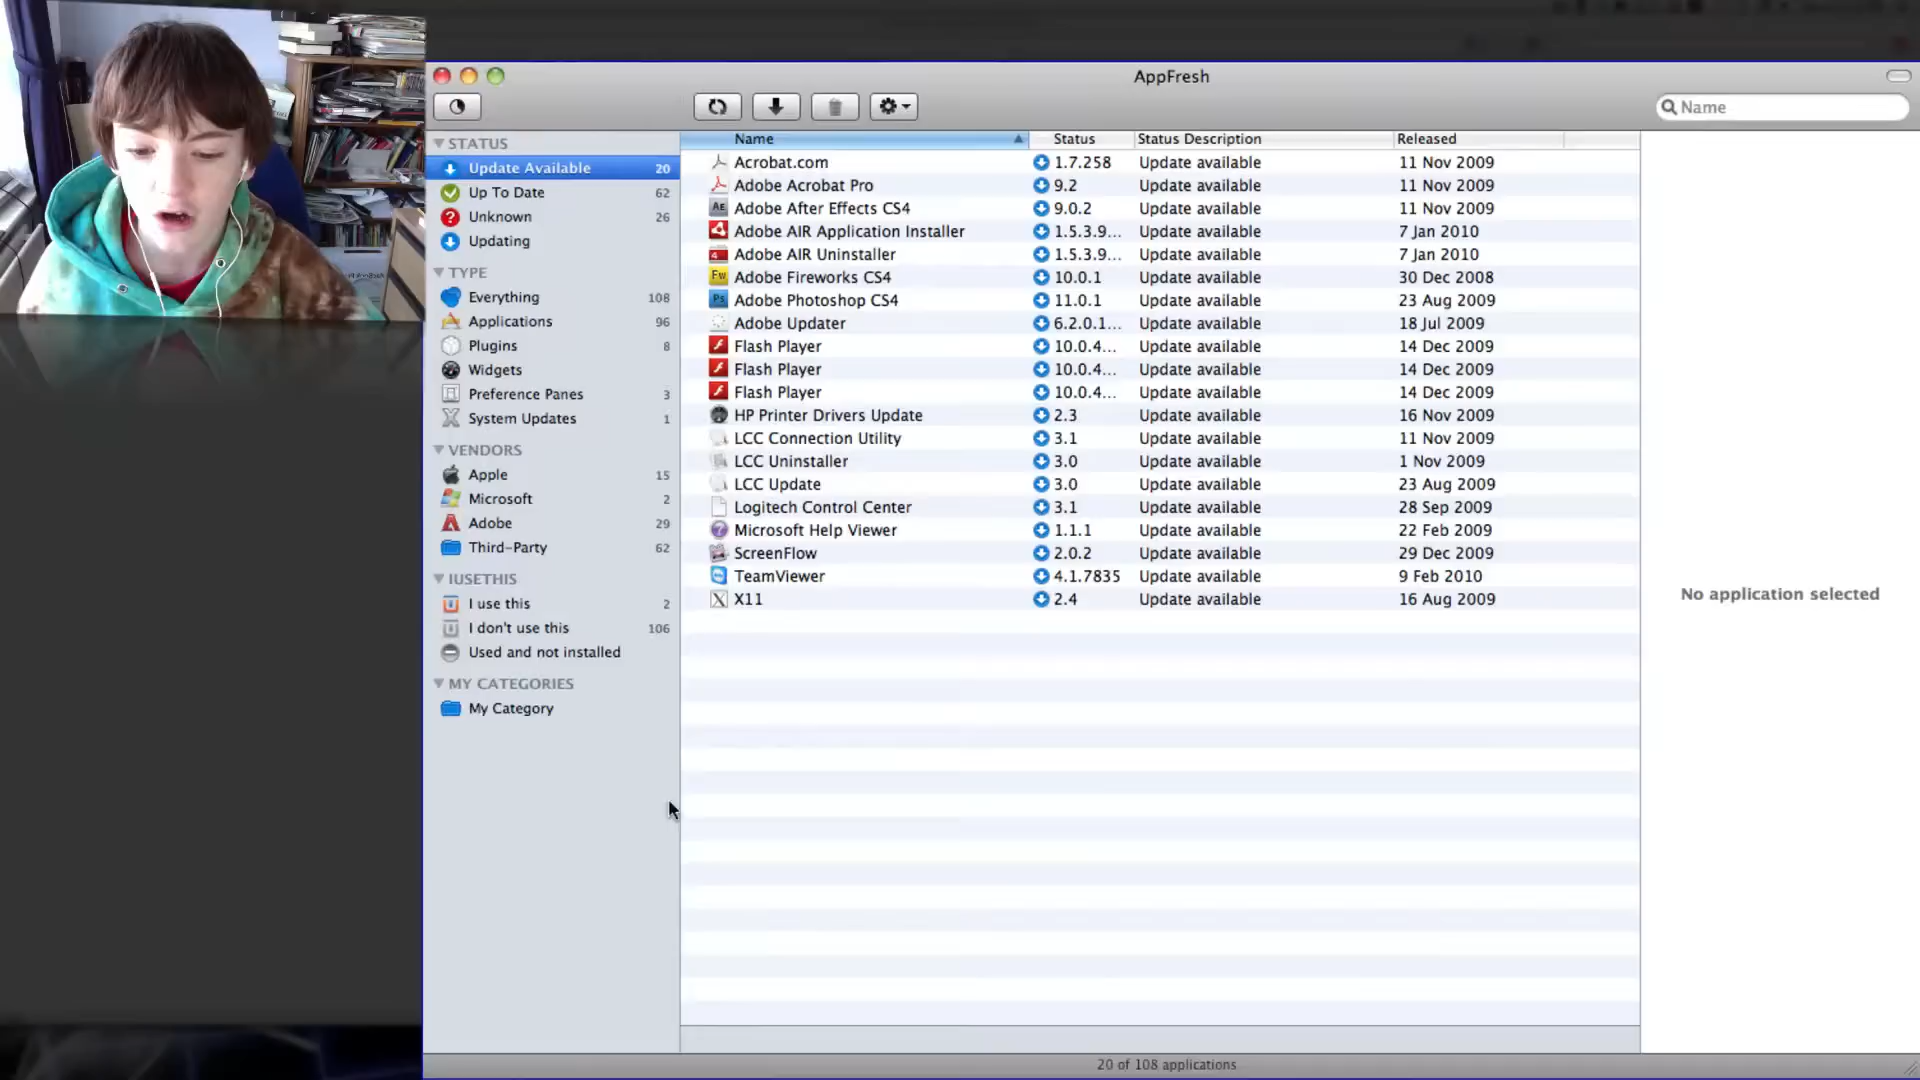 AppFresh
Name
STATUS
Update Available 20
Up To Date 62
Unknown 26
Updating
TYPE
Everything 108
Applications 96
Plugins 8
Widgets
Preference Panes 3
System Updates 1
VENDORS
Apple 15
Microsoft 2
Adobe 29
Third-Party 62
IUSETHIS
I use this 2
I don't use this 106
Used and not installed
MY CATEGORIES
My Category
Name Status Status Description Released
Acrobat.com 1.7.258 Update available 11 Nov 2009
Adobe Acrobat Pro 9.2 Update available 11 Nov 2009
AE Adobe After Effects CS4 9.0.2 Update available 11 Nov 2009
Adobe AIR Application Installer 1.5.3.9... Update available 7 Jan 2010
Adobe AIR Uninstaller 1.5.3.9... Update available 7 Jan 2010
Fw Adobe Fireworks CS4 10.0.1 Update available 30 Dec 2008
Ps Adobe Photoshop CS4 11.0.1 Update available 23 Aug 2009
Adobe Updater 6.2.0.1... Update available 18 Jul 2009
Flash Player 10.0.4... Update available 14 Dec 2009
Flash Player 10.0.4... Update available 14 Dec 2009
Flash Player 10.0.4... Update available 14 Dec 2009
HP Printer Drivers Update 2.3 Update available 16 Nov 2009
LCC Connection Utility 3.1 Update available 11 Nov 2009
LCC Uninstaller 3.0 Update available 1 Nov 2009
LCC Update 3.0 Update available 23 Aug 2009
Logitech Control Center 3.1 Update available 28 Sep 2009
Microsoft Help Viewer 1.1.1 Update available 22 Feb 2009
ScreenFlow 2.0.2 Update available 29 Dec 2009
TeamViewer 4.1.7835 Update available 9 Feb 2010
X11 2.4 Update available 16 Aug 2009
No application selected
20 of 108 applications